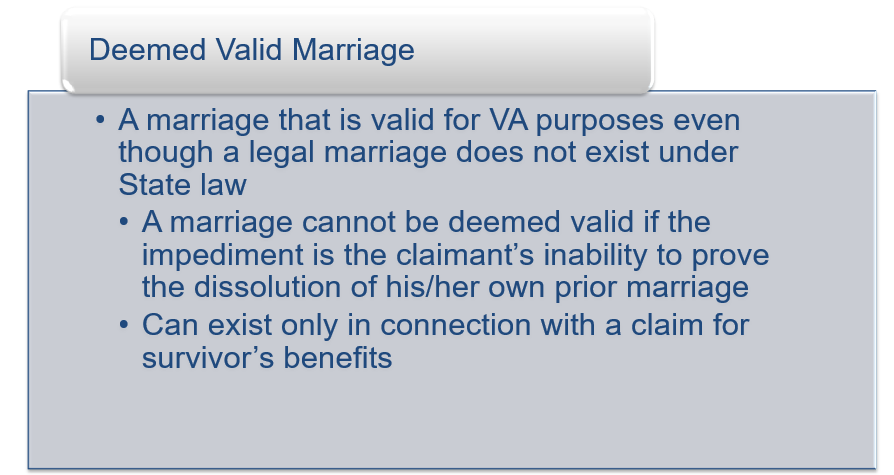 Deemed Valid Marriage
• A marriage that is valid for VA purposes even
though a legal marriage does not exist under
State law
• A marriage cannot be deemed valid if the
impediment is the claimant’s inability to prove
the dissolution of his/her own prior marriage
• Can exist only in connection with a claim for
survivor’s benefits